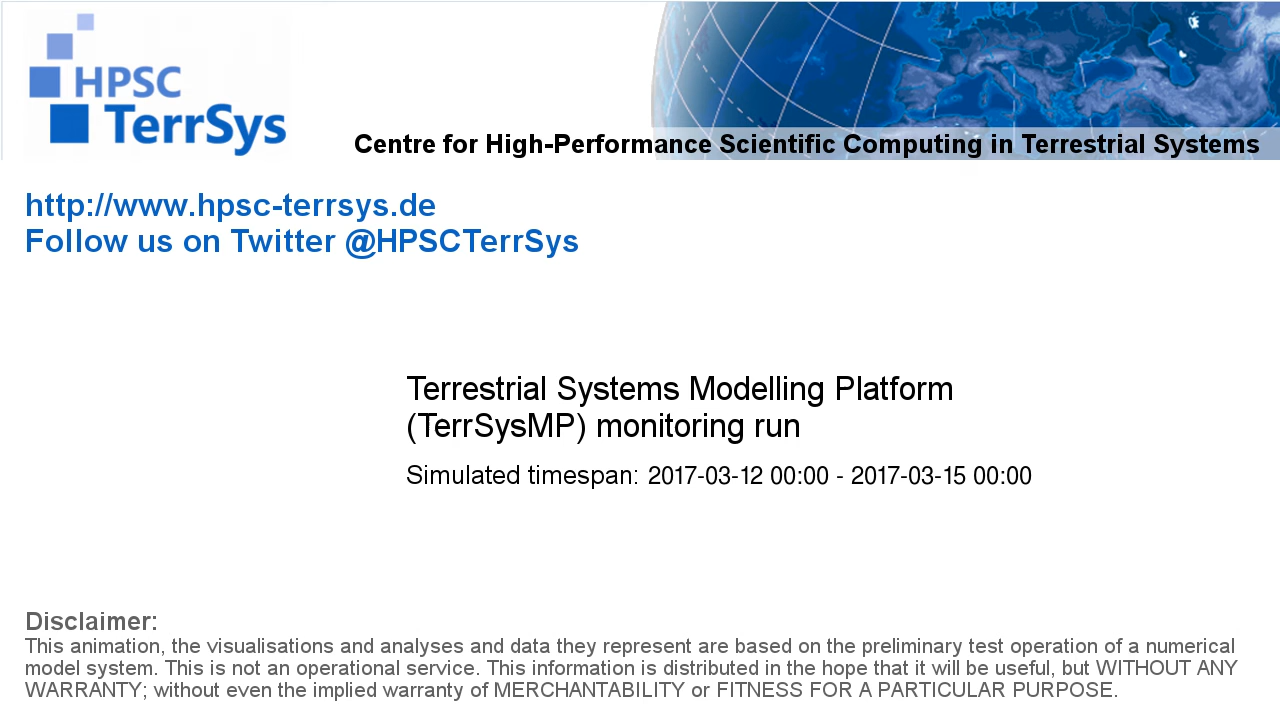 HPSC
TerrSys
Centre for High-Performance Scientific Computing in Terrestrial Systems
http://www.hpsc-terrsys.de
Follow us on Twitter @HPSCTerrSys
Terrestrial Systems Modelling Platform
(TerrSysMP) monitoring run
Simulated timespan: 2017-03-12 00:00 - 2017-03-15 00:00
Disclaimer:
This animation, the visualisations and analyses and data they represent are based on the preliminary test operation of a numerical
model system. This is not an operational service. This information is distributed in the hope that it will be useful, but WITHOUT ANY
WARRANTY; without even the implied warranty of MERCHANTABILITY or FITNESS FOR A PARTICULAR PURPOSE.